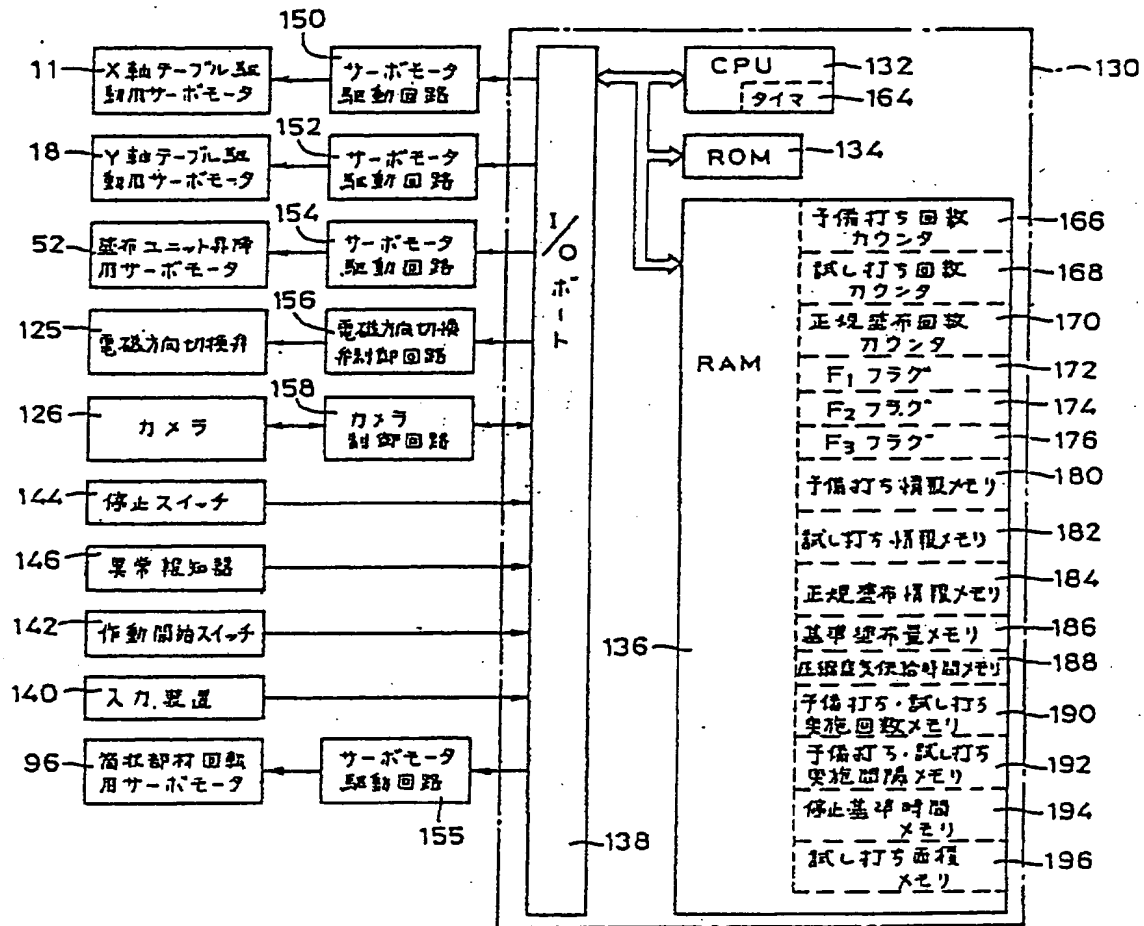 150
11
X軸テーブル駆
動用サーボモータ
サーボモータ
駆動回路
152
18
Y軸テーブル駆
動用サーボモータ
サーボモータ
駆動回路
154
52
塗布ユニット昇降
用サーボモータ
サーボモータ
駆動回路
156
125
電磁方向切換弁
電磁方向切換
弁制御回路
158
126
カメラ
カメラ
制御回路
144
停止スイッチ
146
異常報知器
142
作動開始スイッチ
140
入力装置
96
筒状部材回転
用サーボモータ
サーボモータ
駆動回路
155
I/Oポート
138
CPU
132
タイマ
164
130
ROM
134
RAM
136
予備打ち回数
カウンタ
166
試し打ち回数
カウンタ
168
正規塗布回数
カウンタ
170
F₁フラグ
172
F₂フラグ
174
F₃フラグ
176
予備打ち情報メモリ
180
試し打ち情報メモリ
182
正規塗布情報メモリ
184
基準塗布量メモリ
186
圧縮空気供給時間メモリ
188
予備打ち・試し打ち
実施回数メモリ
190
予備打ち・試し打ち
実施間隔メモリ
192
停止基準時間
メモリ
194
試し打ち面積
メモリ
196